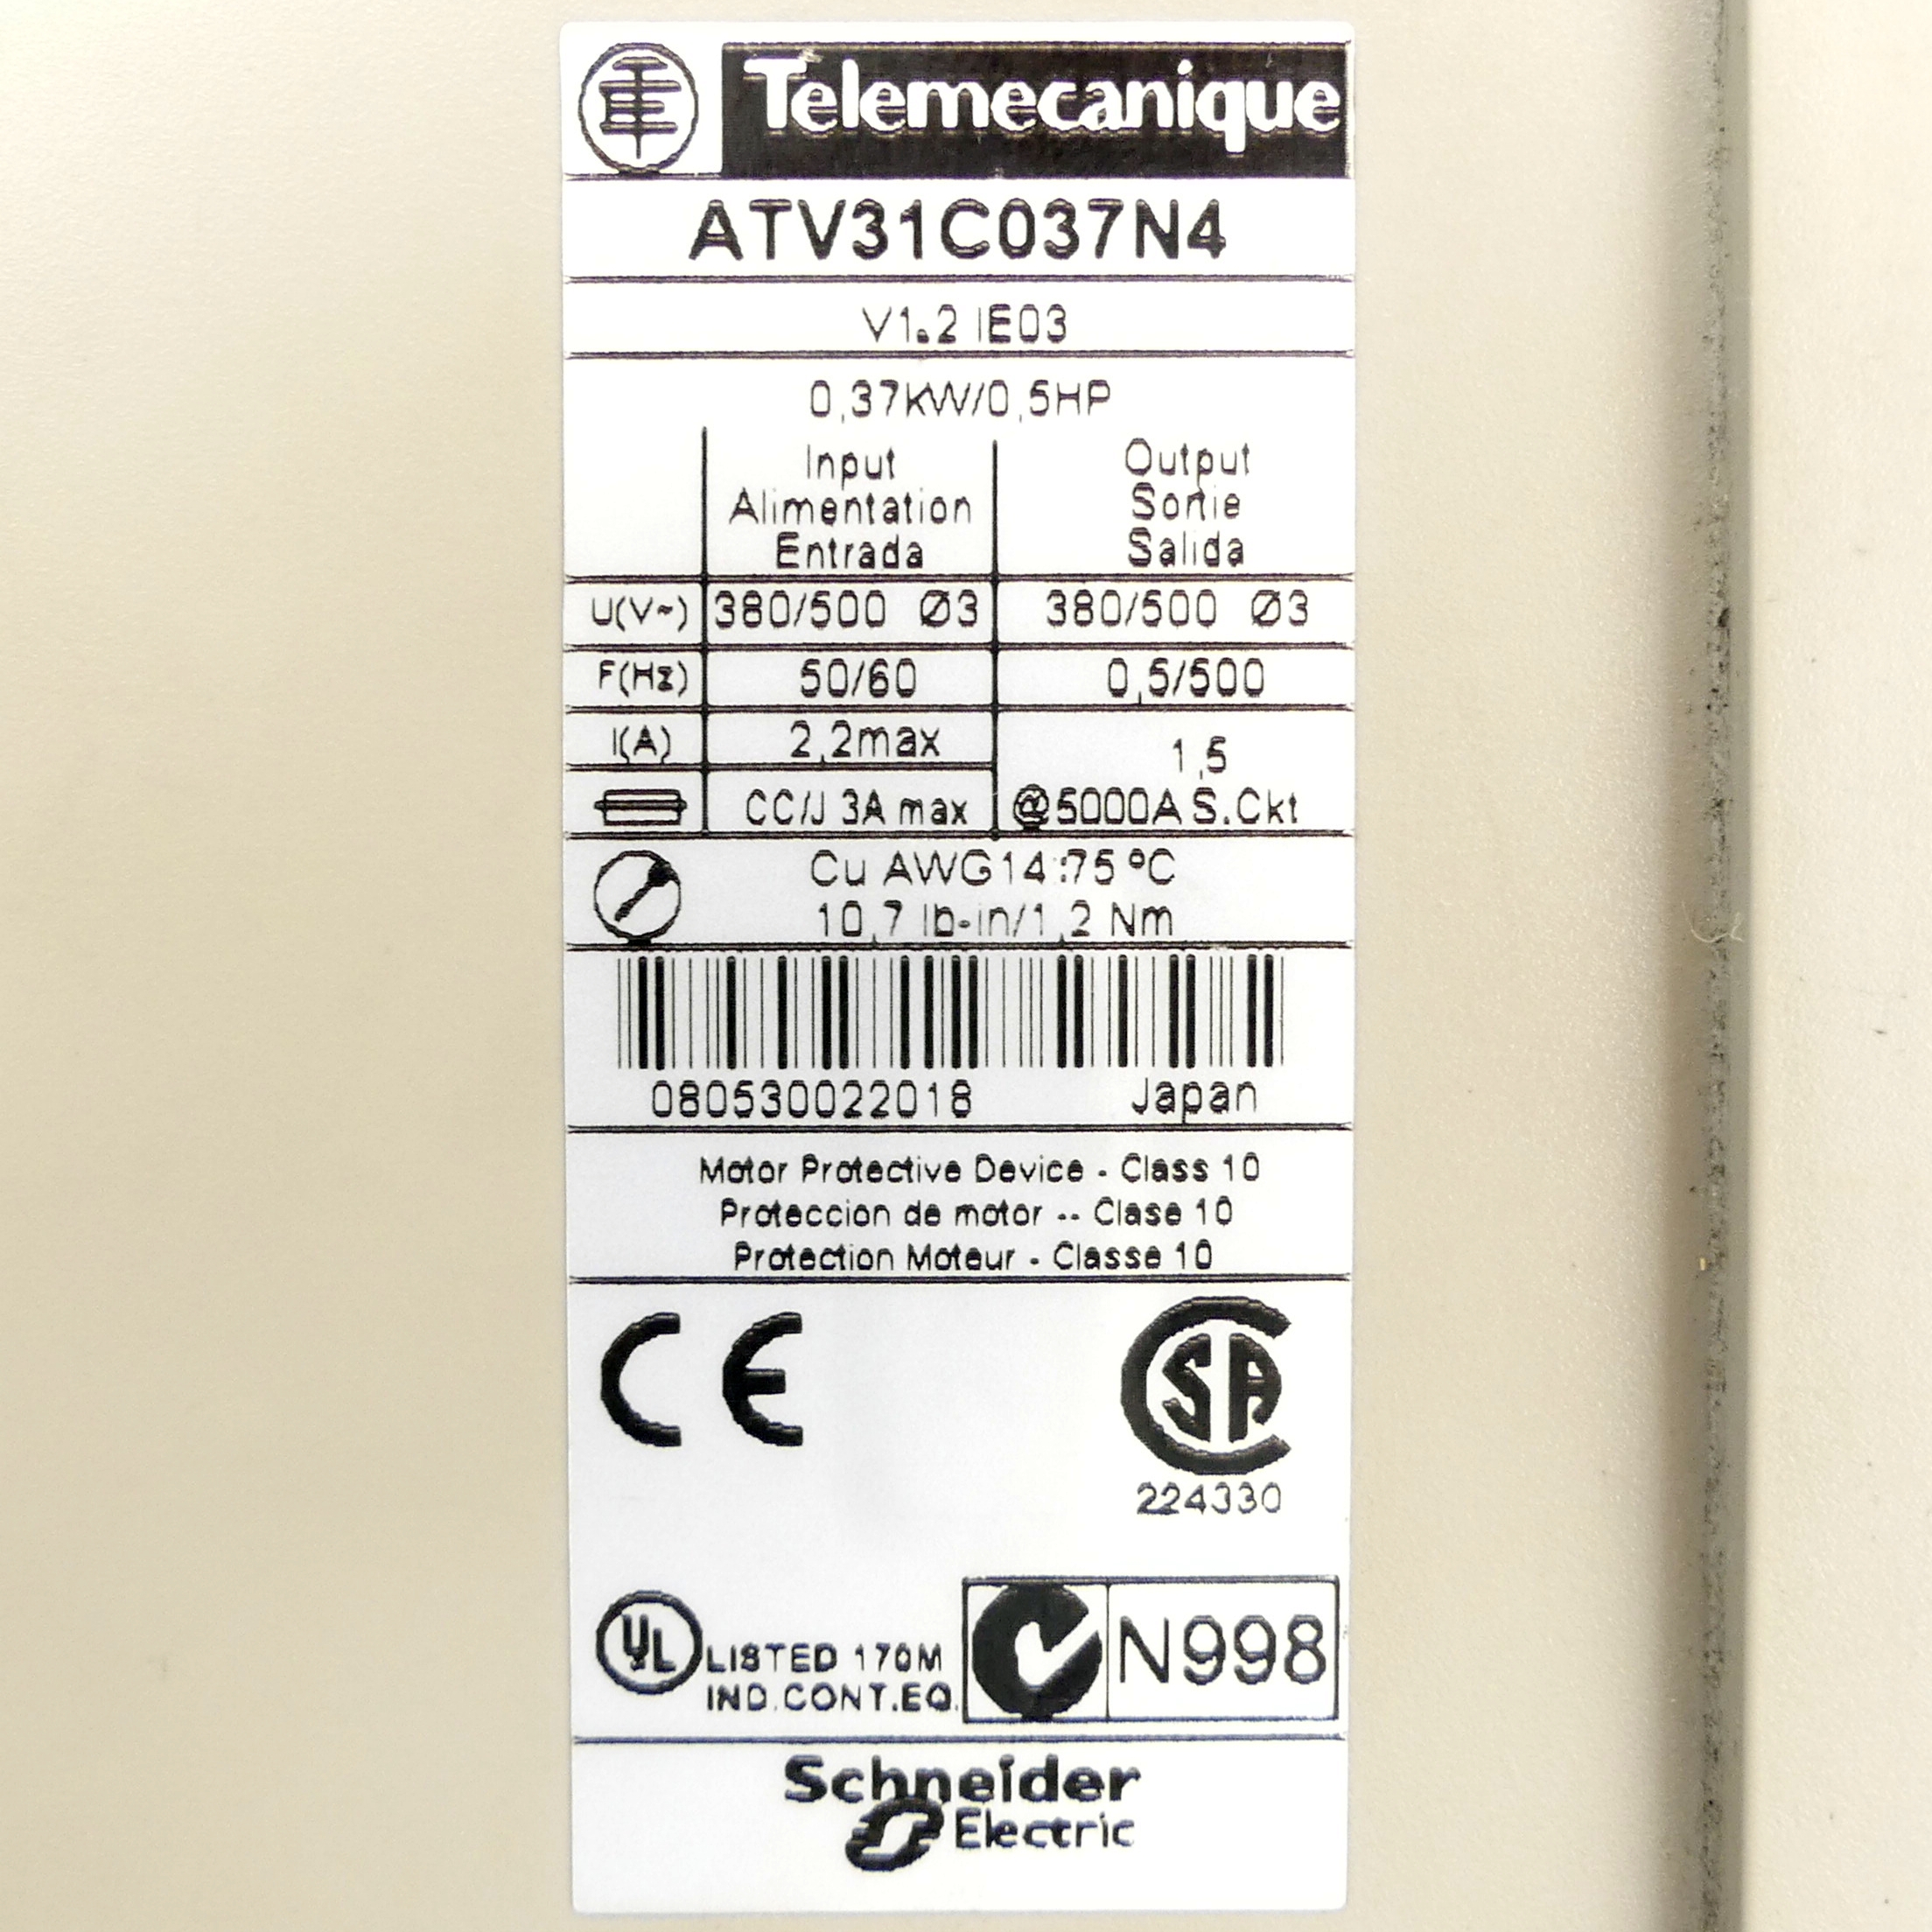 Telemecanique
ATV31C037N4
V1.2 IE03
0,37KW/0,5HP
Input
Alimentation
Entrada
Output
Sortie
Salida
U(V~) 380/500 Ø3 380/500 Ø3
F(Hz) 50/60 0,5/500
I(A) 2,2max 1,5
CC/J 3A max @5000A S.Ckt
Cu AWG14:75°C
10,7 lb-in/1,2 Nm
080530022018 Japan
Motor Protective Device - Class 10
Proteccion de motor -- Clase 10
Protection Moteur - Classe 10
CE
CSA
224330
UL LISTED 170M
IND.CONT.EQ.
N998
Schneider
Electric